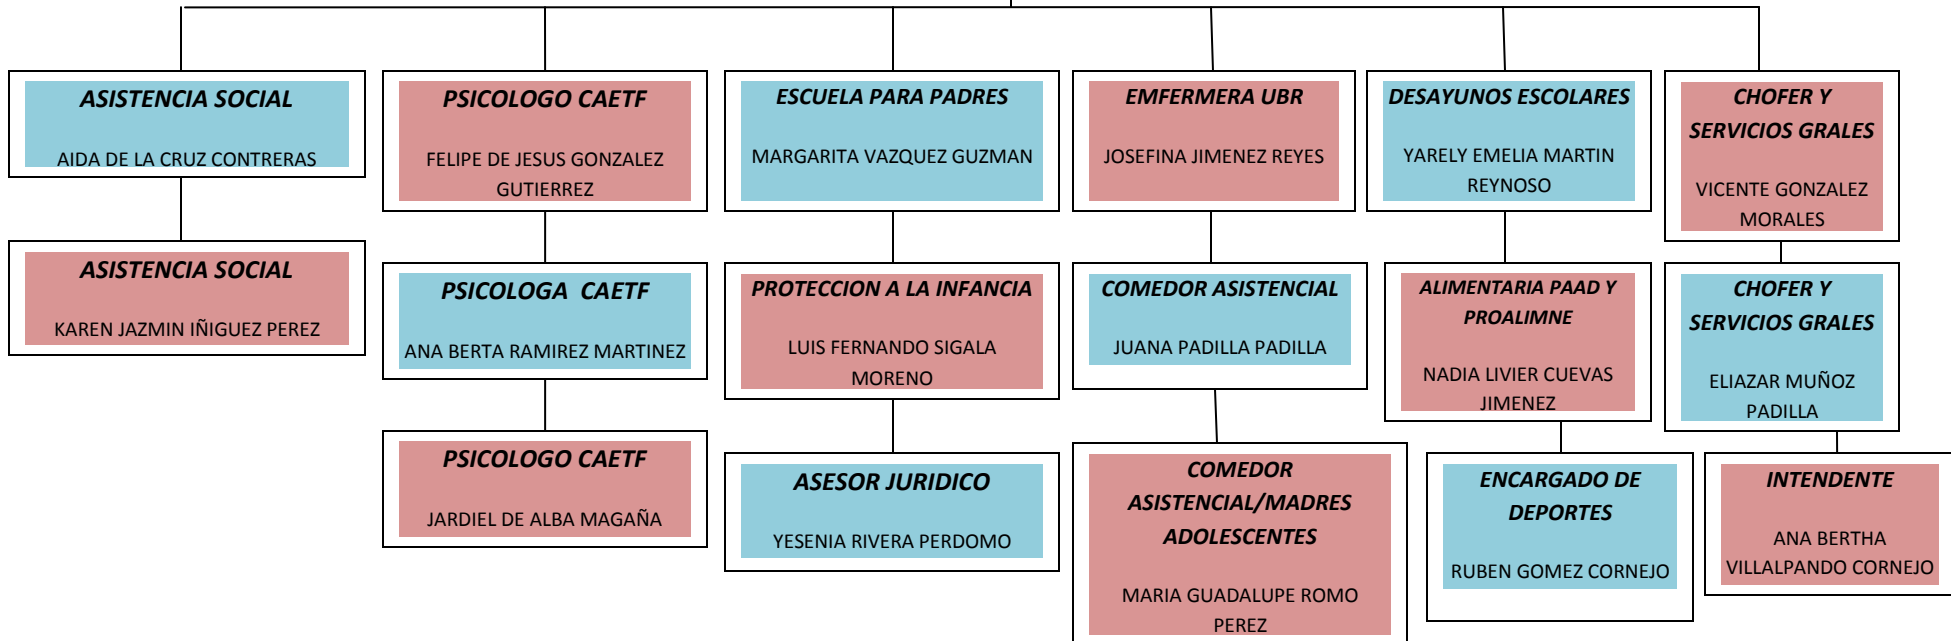 ASISTENCIA SOCIAL
AIDA DE LA CRUZ CONTRERAS
ASISTENCIA SOCIAL
KAREN JAZMIN IÑIGUEZ PEREZ
PSICOLOGO CAETF
FELIPE DE JESUS GONZALEZ
GUTIERREZ
PSICOLOGA CAETF
ANA BERTA RAMIREZ MARTINEZ
PSICOLOGO CAETF
JARDIEL DE ALBA MAGAÑA
ESCUELA PARA PADRES
MARGARITA VAZQUEZ GUZMAN
PROTECCION A LA INFANCIA
LUIS FERNANDO SIGALA
MORENO
ASESOR JURIDICO
YESENIA RIVERA PERDOMO
EMFERMERA UBR
JOSEFINA JIMENEZ REYES
COMEDOR ASISTENCIAL
JUANA PADILLA PADILLA
COMEDOR
ASISTENCIAL/MADRES
ADOLESCENTES
MARIA GUADALUPE ROMO
PEREZ
DESAYUNOS ESCOLARES
YARELY EMELIA MARTIN
REYNOSO
ALIMENTARIA PAAD Y
PROALIMNE
NADIA LIVIER CUEVAS
JIMENEZ
ENCARGADO DE
DEPORTES
RUBEN GOMEZ CORNEJO
CHOFER Y
SERVICIOS GRALES
VICENTE GONZALEZ
MORALES
CHOFER Y
SERVICIOS GRALES
ELIAZAR MUÑOZ
PADILLA
INTENDENTE
ANA BERTHA
VILLALPANDO CORNEJO